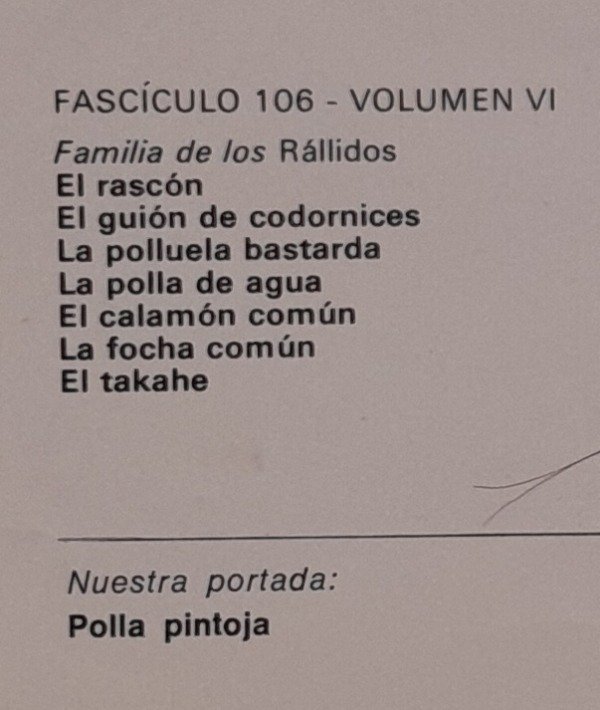 FASCÍCULO 106 - VOLUMEN VI
Familia de los Rállidos
El rascón
El guión de codornices
La polluela bastarda
La polla de agua
El calamón común
La focha común
El takahe
Nuestra portada:
Polla pintoja